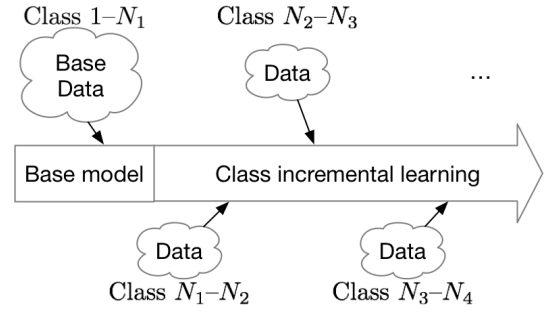 Class 1–N₁
Class N₂–N₃
Base
Data
Data
...
Base model
Class incremental learning
Data
Data
Class N₁–N₂
Class N₃–N₄